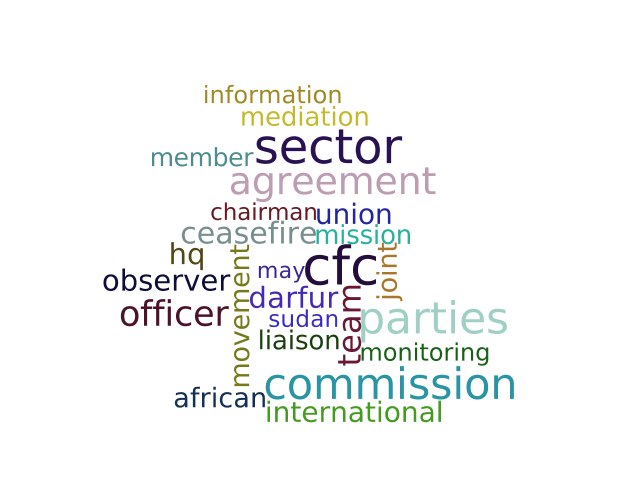 information
mediation
sector
member
agreement
chairman
union
ceasefire
mission
hq
movement
may
cfc
joint
observer
darfur
team
officer
sudan
parties
liaison
monitoring
african
commission
international